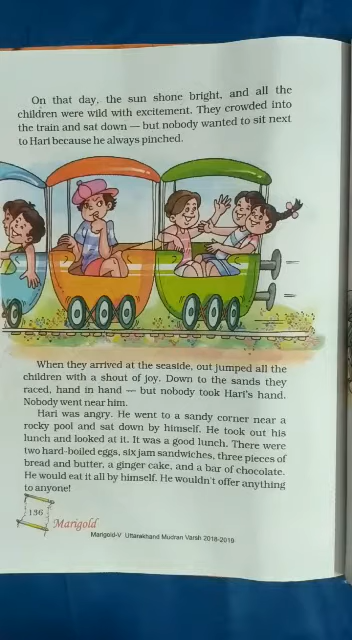 On that day, the sun shone bright, and all the
children were wild with excitement. They crowded into
the train and sat down — but nobody wanted to sit next
to Hari because he always pinched.
When they arrived at the seaside, out jumped all the
children with a shout of joy. Down to the sands they
raced, hand in hand — but nobody took Hari's hand.
Nobody went near him.
Hari was angry. He went to a sandy corner near a
rocky pool and sat down by himself. He took out his
lunch and looked at it. It was a good lunch. There were
two hard-boiled eggs, six jam sandwiches, three pieces of
bread and butter, a ginger cake, and a bar of chocolate.
He would eat it all by himself. He wouldn't offer anything
to anyone!
136
Marigold
Marigold-V Uttarakhand Mudran Varsh 2018-2019